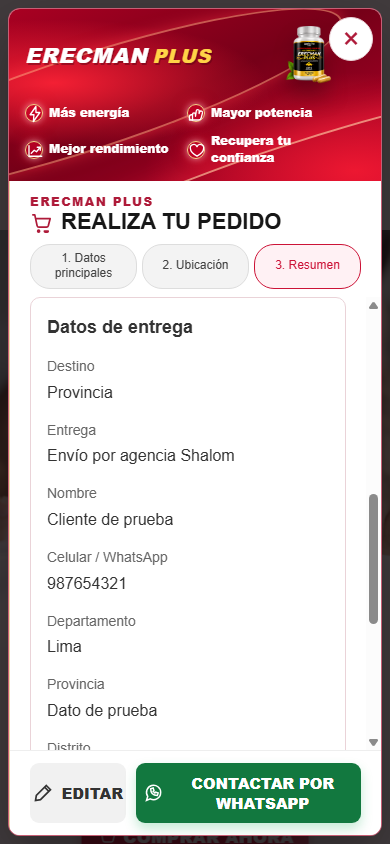 ERECMAN PLUS
Más energía
Mayor potencia
Mejor rendimiento
Recupera tu
confianza
ERECMAN PLUS
REALIZA TU PEDIDO
1. Datos
principales
2. Ubicación
3. Resumen
Datos de entrega
Destino
Provincia
Entrega
Envío por agencia Shalom
Nombre
Cliente de prueba
Celular / WhatsApp
987654321
Departamento
Lima
Provincia
Dato de prueba
Distrito
EDITAR
CONTACTAR POR
WHATSAPP
COMPRAR AHORA